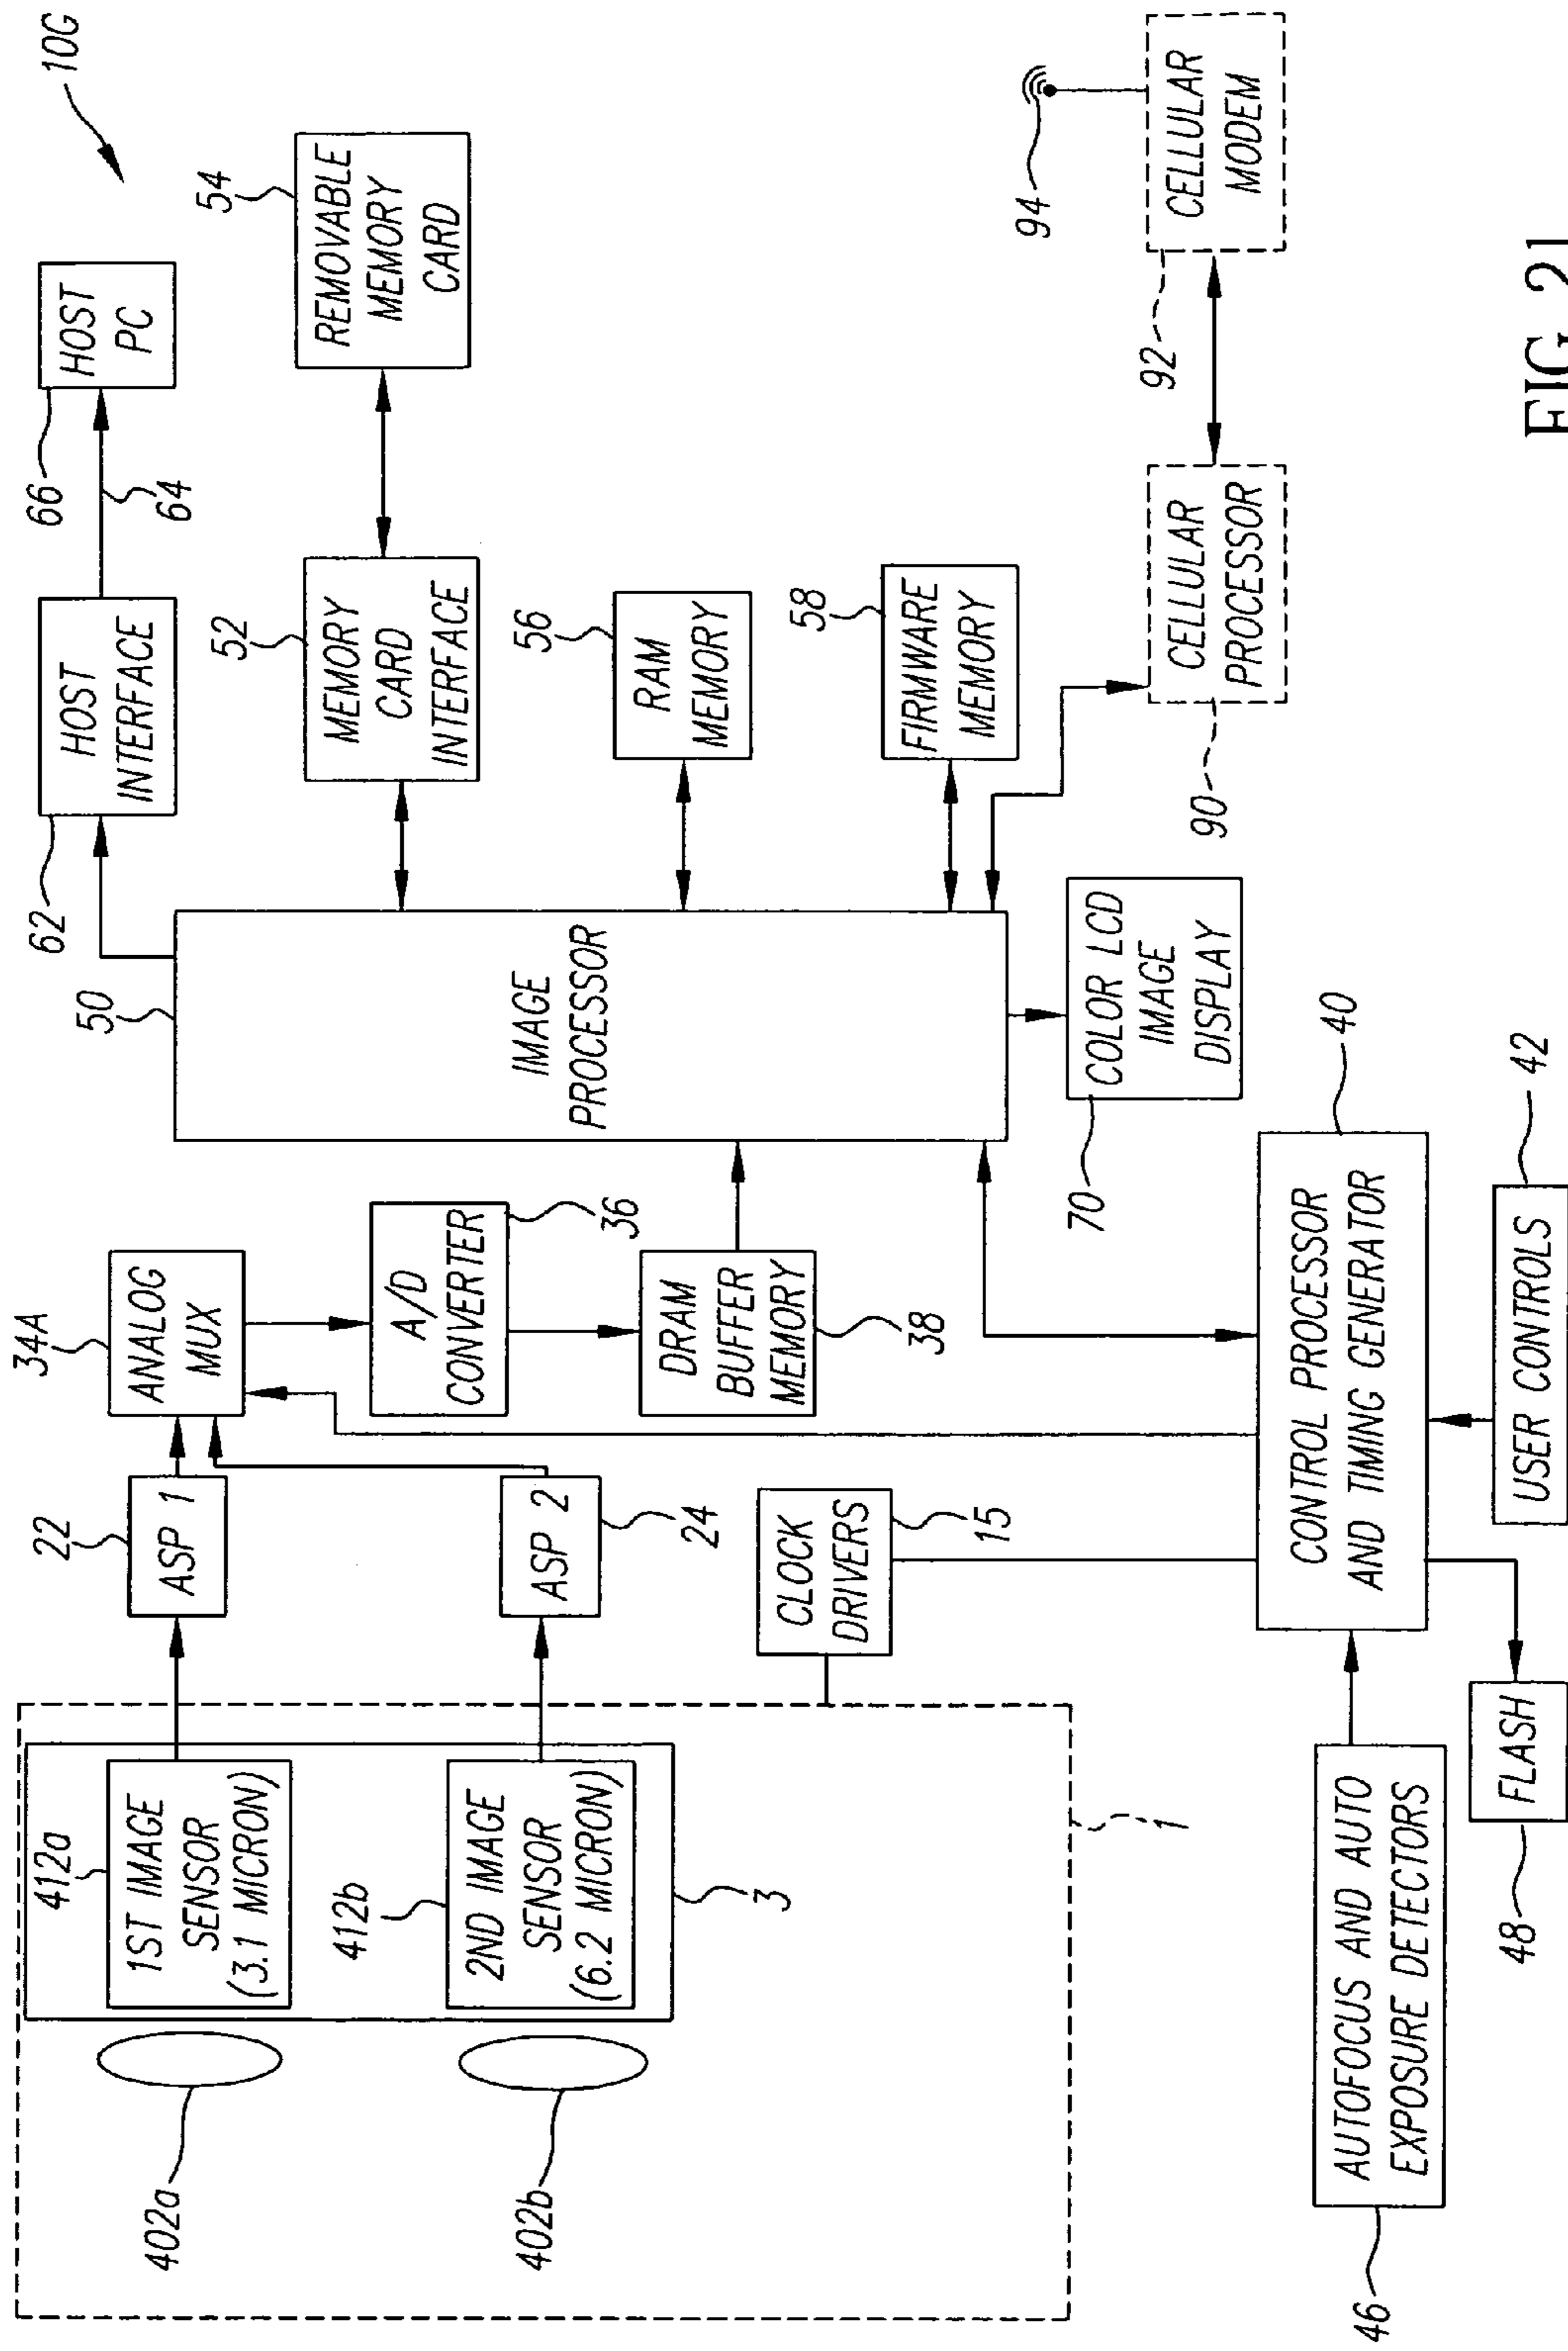 10G
402a
412a
1ST IMAGE
SENSOR
(3.1 MICRON)
402b
412b
2ND IMAGE
SENSOR
(6.2 MICRON)
3
1
22
ASP 1
ASP 2
24
CLOCK
DRIVERS
15
34A
ANALOG
MUX
A/D
CONVERTER
36
DRAM
BUFFER
MEMORY
38
50
IMAGE
PROCESSOR
62
HOST
INTERFACE
64
66
HOST
PC
52
MEMORY
CARD
INTERFACE
54
REMOVABLE
MEMORY
CARD
56
RAM
MEMORY
58
FIRMWARE
MEMORY
70
COLOR LCD
IMAGE
DISPLAY
90
CELLULAR
PROCESSOR
92
CELLULAR
MODEM
94
46
AUTOFOCUS AND AUTO
EXPOSURE DETECTORS
48
FLASH
CONTROL PROCESSOR
AND TIMING GENERATOR
40
USER CONTROLS
42
FIG. 21